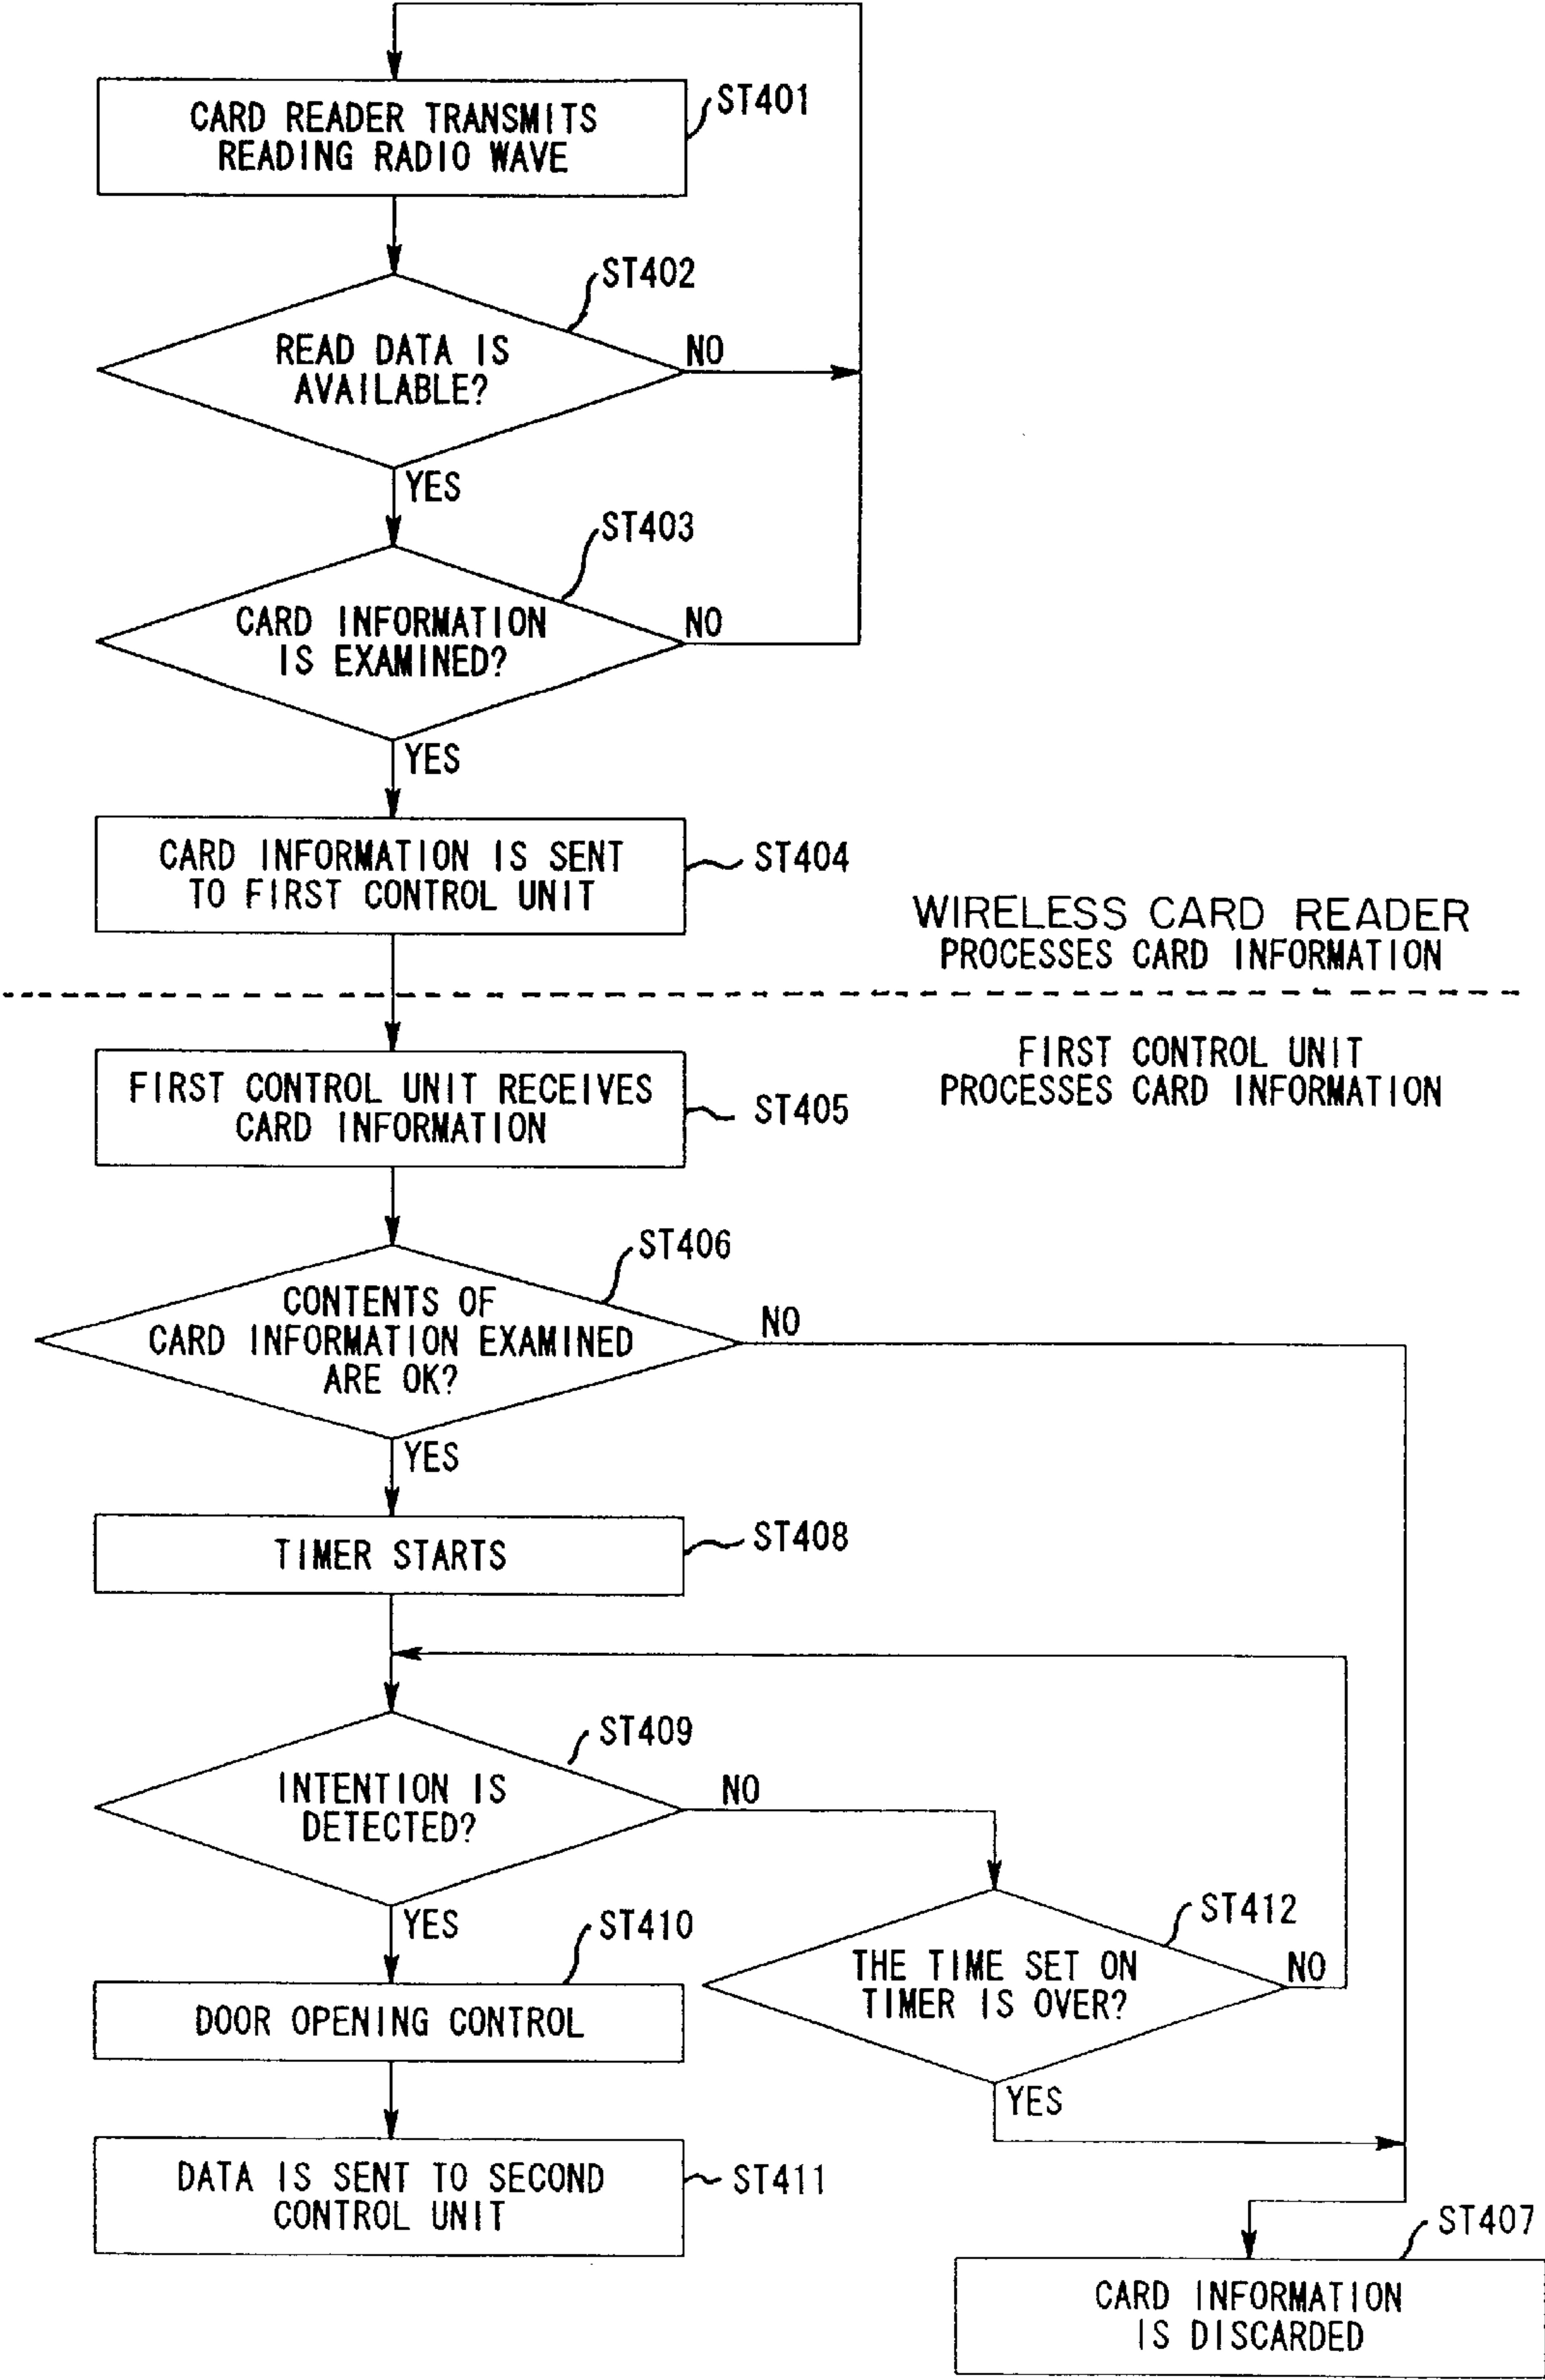 CARD READER TRANSMITS
READING RADIO WAVE
ST401
ST402
READ DATA IS
AVAILABLE?
NO
YES
ST403
CARD INFORMATION
IS EXAMINED?
NO
YES
CARD INFORMATION IS SENT
TO FIRST CONTROL UNIT
ST404
WIRELESS CARD READER
PROCESSES CARD INFORMATION
FIRST CONTROL UNIT
PROCESSES CARD INFORMATION
FIRST CONTROL UNIT RECEIVES
CARD INFORMATION
ST405
ST406
CONTENTS OF
CARD INFORMATION EXAMINED
ARE OK?
NO
YES
TIMER STARTS
ST408
ST409
INTENTION IS
DETECTED?
NO
YES
ST410
ST412
THE TIME SET ON
TIMER IS OVER?
NO
YES
DOOR OPENING CONTROL
DATA IS SENT TO SECOND
CONTROL UNIT
ST411
ST407
CARD INFORMATION
IS DISCARDED